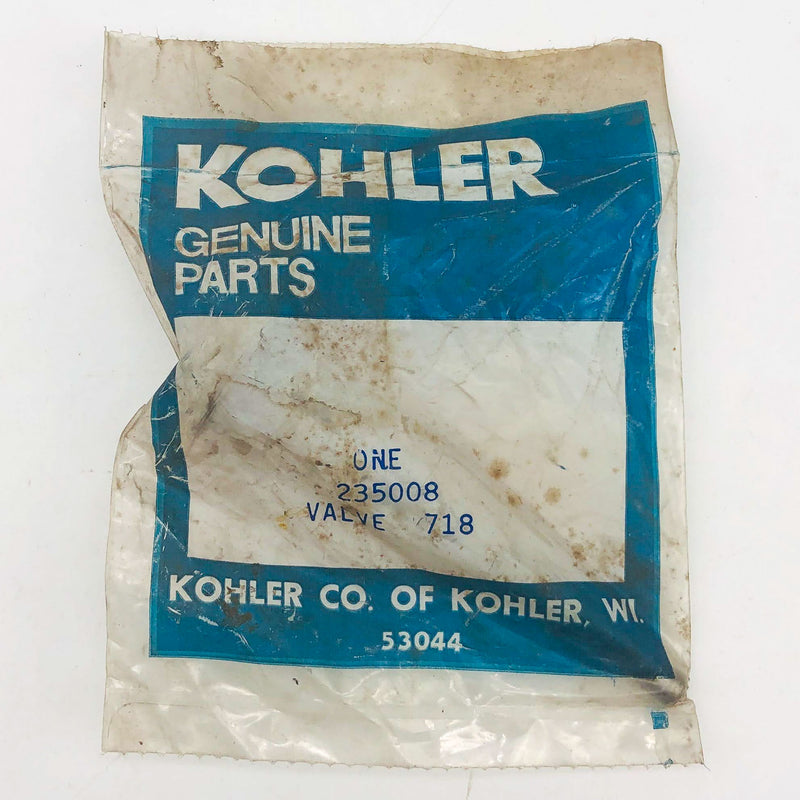 KOHLER
GENUINE
PARTS
ONE
235008
VALVE 718
KOHLER CO. OF KOHLER, WI.
53044